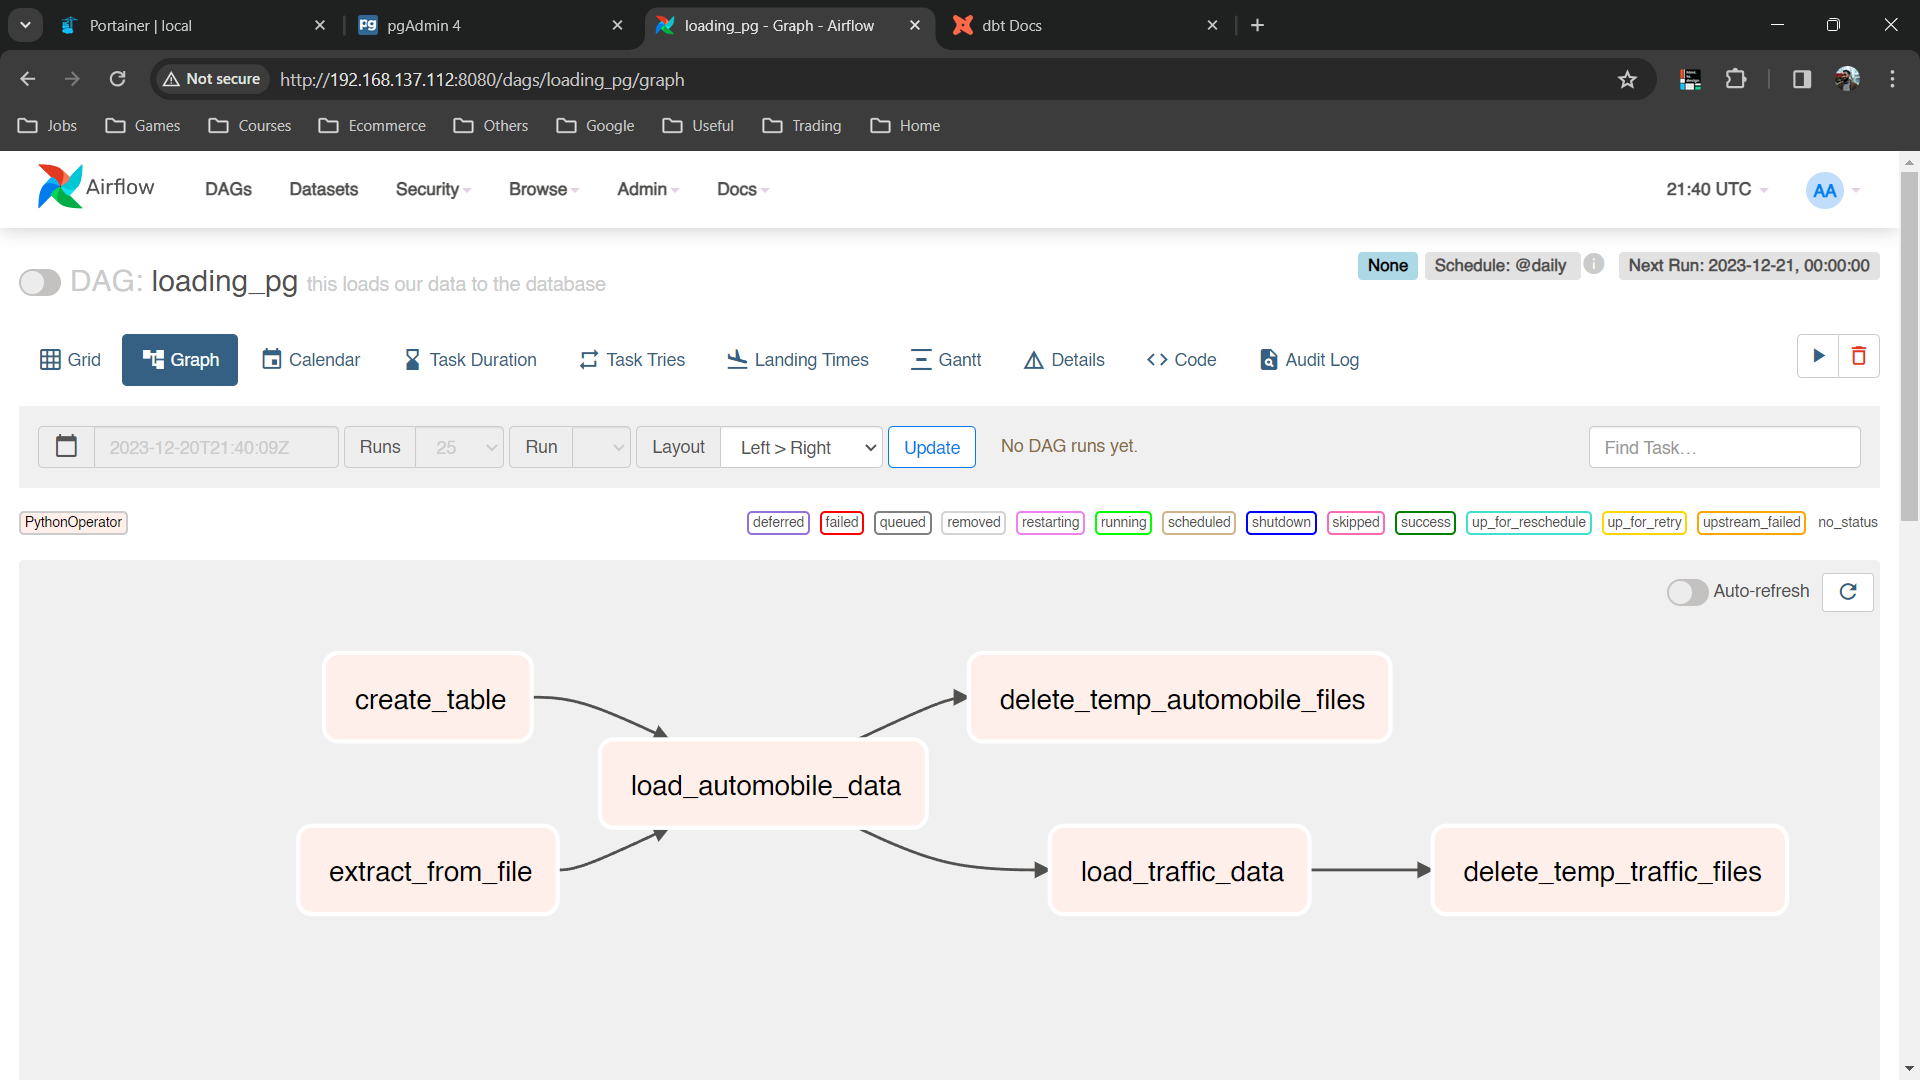 Portainer | local
pgAdmin 4
loading_pg - Graph - Airflow
dbt Docs
Not secure
http://192.168.137.112:8080/dags/loading_pg/graph
Jobs
Games
Courses
Ecommerce
Others
Google
Useful
Trading
Home
Airflow
DAGs
Datasets
Security
Browse
Admin
Docs
21:40 UTC
AA
DAG: loading_pg this loads our data to the database
None
Schedule: @daily
Next Run: 2023-12-21, 00:00:00
Grid
Graph
Calendar
Task Duration
Task Tries
Landing Times
Gantt
Details
Code
Audit Log
2023-12-20T21:40:09Z
Runs
25
Run
Layout
Left > Right
Update
No DAG runs yet.
Find Task…
PythonOperator
deferred
failed
queued
removed
restarting
running
scheduled
shutdown
skipped
success
up_for_reschedule
up_for_retry
upstream_failed
no_status
Auto-refresh
create_table
delete_temp_automobile_files
load_automobile_data
extract_from_file
load_traffic_data
delete_temp_traffic_files